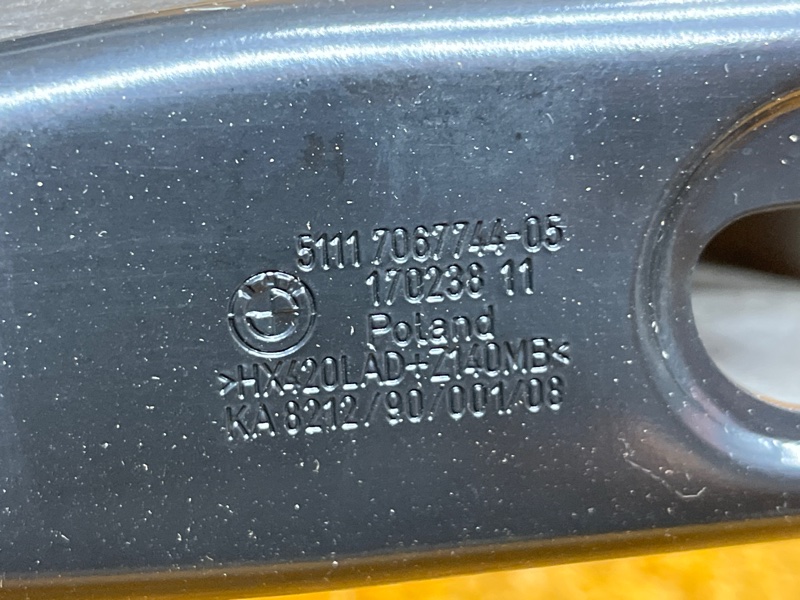 5111 7067744-05
170238 11
Poland
>HX420LAD+Z140MB<
KA 8212/90/001/08